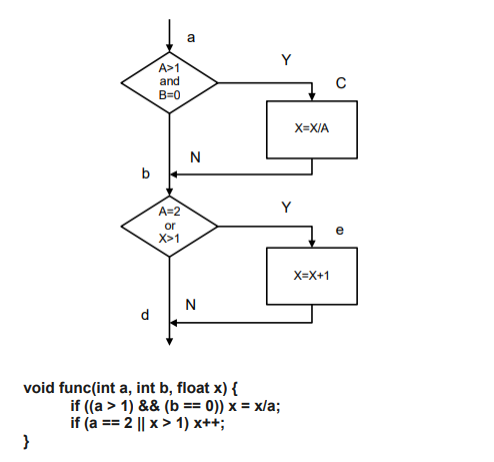 a
A>1
and
B=0
Y
C
X=X/A
N
b
A=2
or
X>1
Y
e
X=X+1
N
d
void func(int a, int b, float x) {
if ((a > 1) && (b == 0)) x = x/a;
if (a == 2 || x > 1) x++;
}